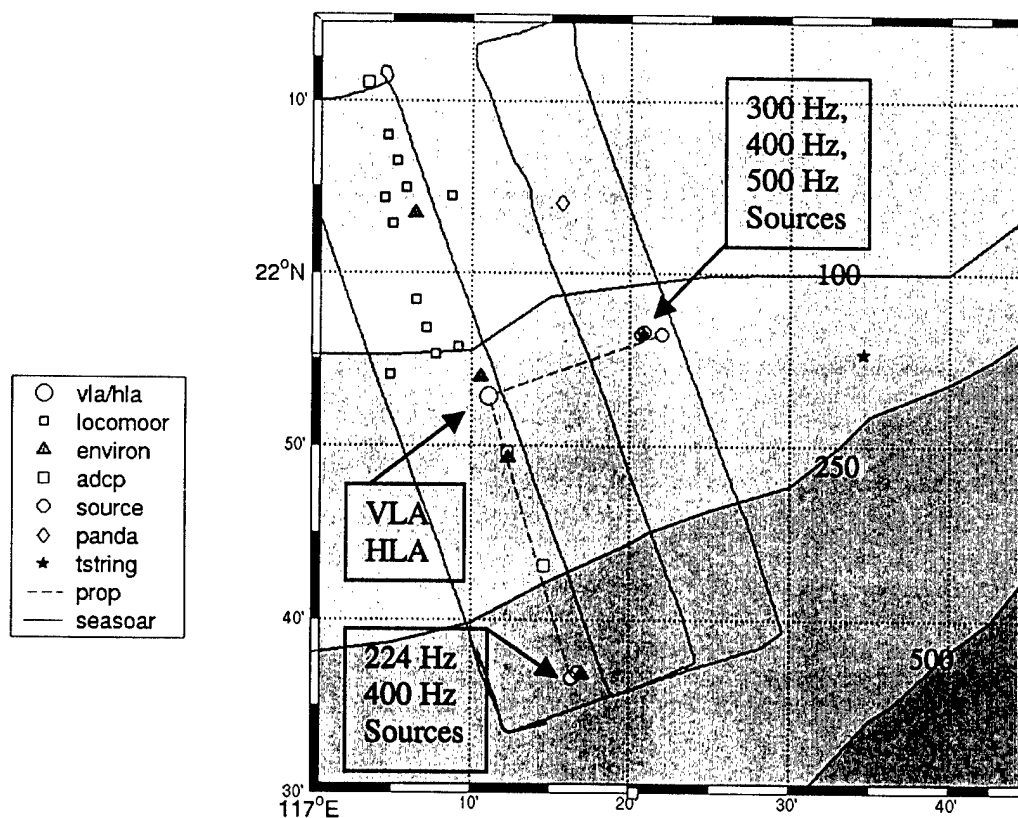 300 Hz,
400 Hz,
500 Hz
Sources
10'
22°N
100
vla/hla
locomoor
environ
adcp
source
panda
tstring
prop
seasoar
50'
250
VLA
HLA
40'
500
224 Hz
400 Hz
Sources
30'
117°E
10'
20'
30'
40'